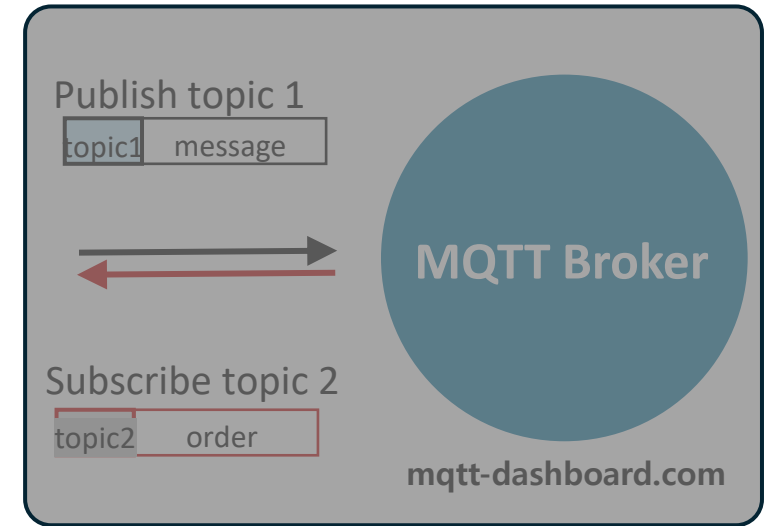 Publish topic 1
topic1 message
MQTT Broker
Subscribe topic 2
topic2 order
mqtt-dashboard.com